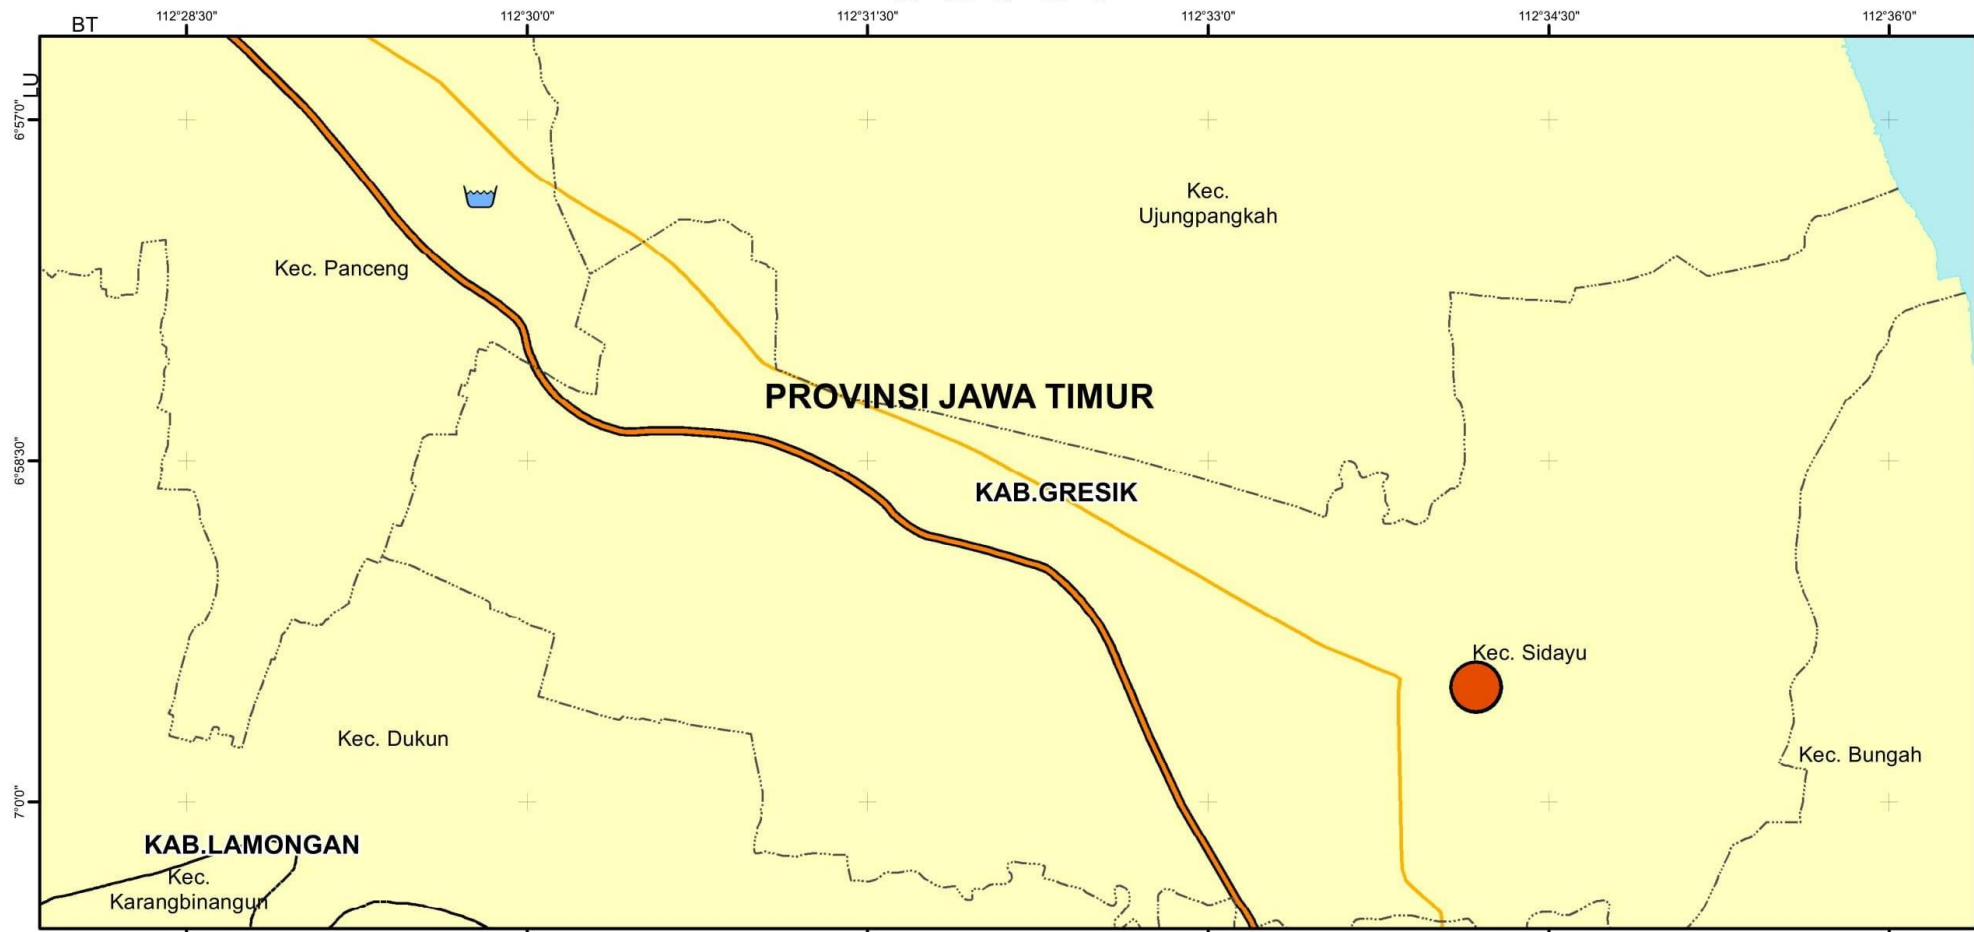 112°28'30"
112°30'0"
112°31'30"
112°33'0"
112°34'30"
112°36'0"
BT
LU
6°57'0"
Kec.
Ujungpangkah
Kec. Panceng
PROVINSI JAWA TIMUR
6°58'30"
KAB.GRESIK
Kec. Sidayu
Kec. Dukun
Kec. Bungah
7°0'0"
KAB.LAMONGAN
Kec.
Karangbinangun